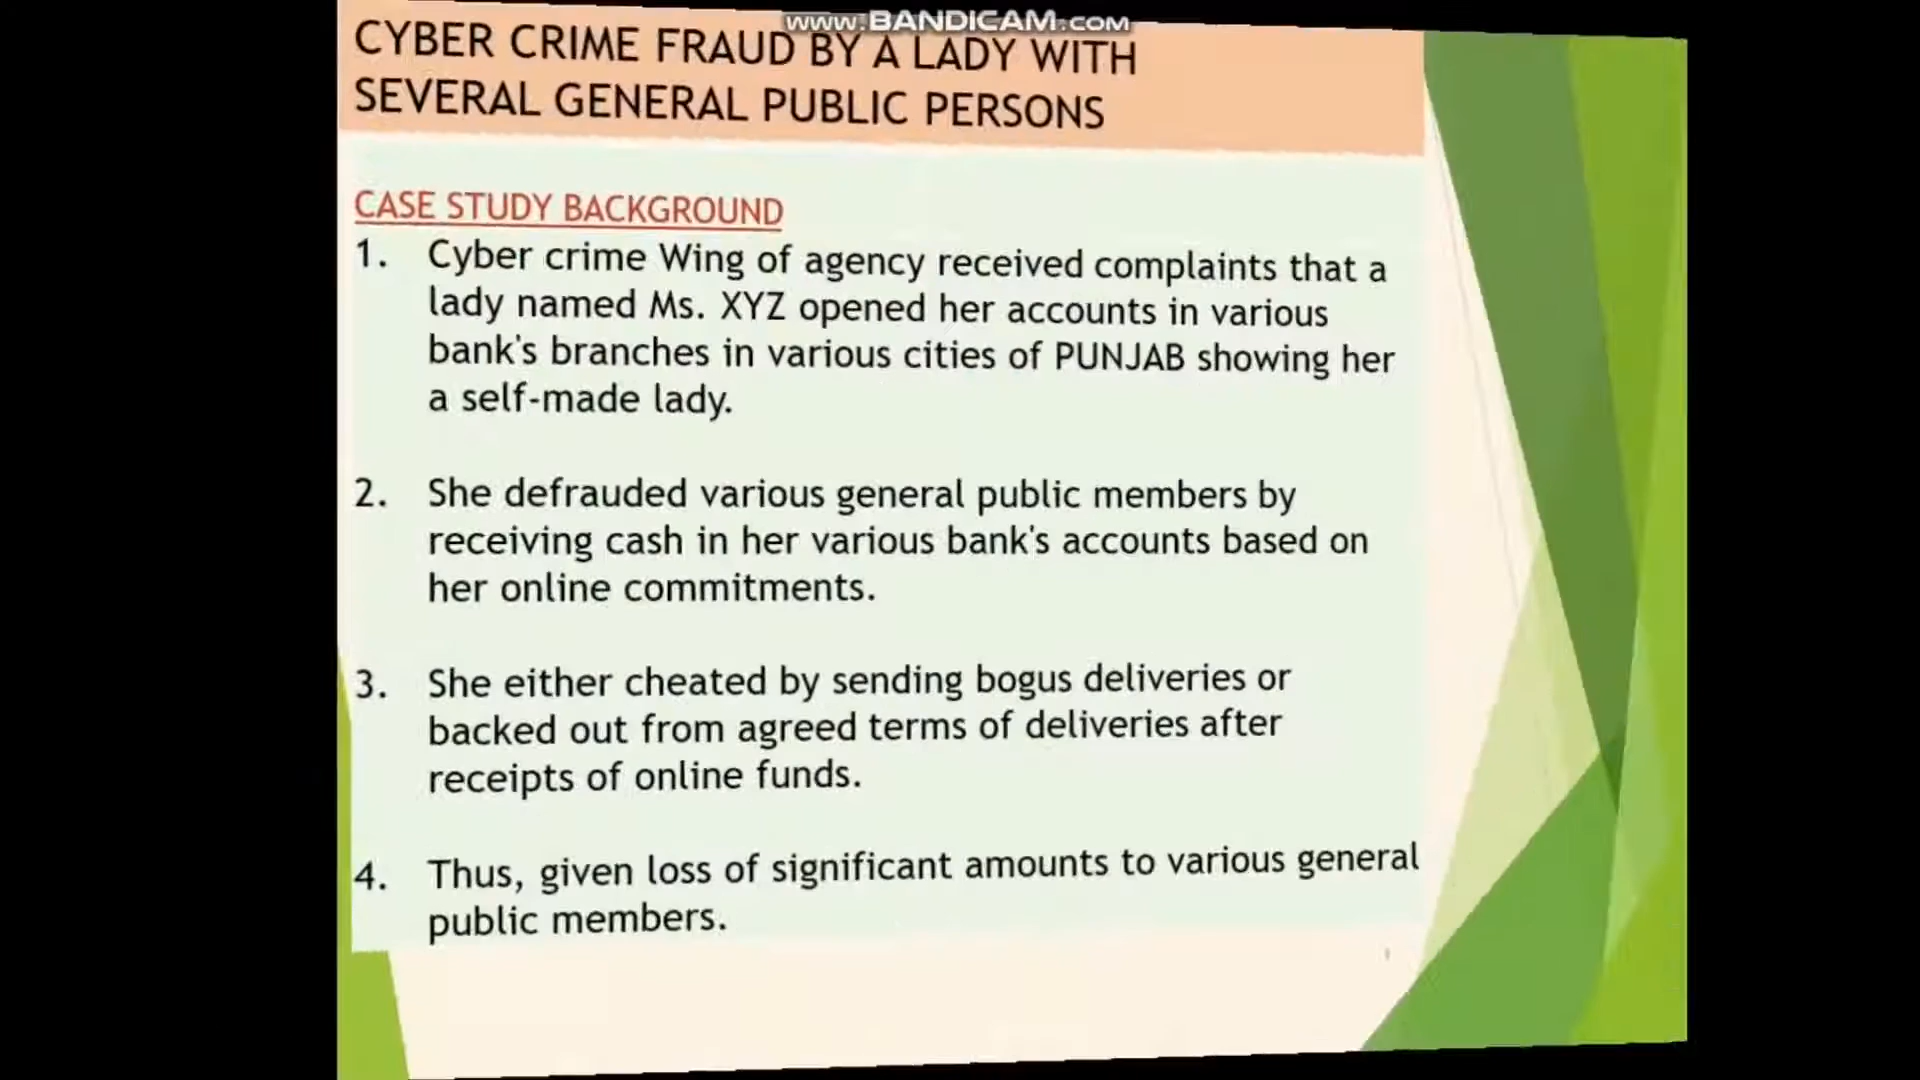 www.BANDICAM.com
CYBER CRIME FRAUD BY A LADY WITH
SEVERAL GENERAL PUBLIC PERSONS
CASE STUDY BACKGROUND
1. Cyber crime Wing of agency received complaints that a
lady named Ms. XYZ opened her accounts in various
bank's branches in various cities of PUNJAB showing her
a self-made lady.
2. She defrauded various general public members by
receiving cash in her various bank's accounts based on
her online commitments.
3. She either cheated by sending bogus deliveries or
backed out from agreed terms of deliveries after
receipts of online funds.
4. Thus, given loss of significant amounts to various general
public members.